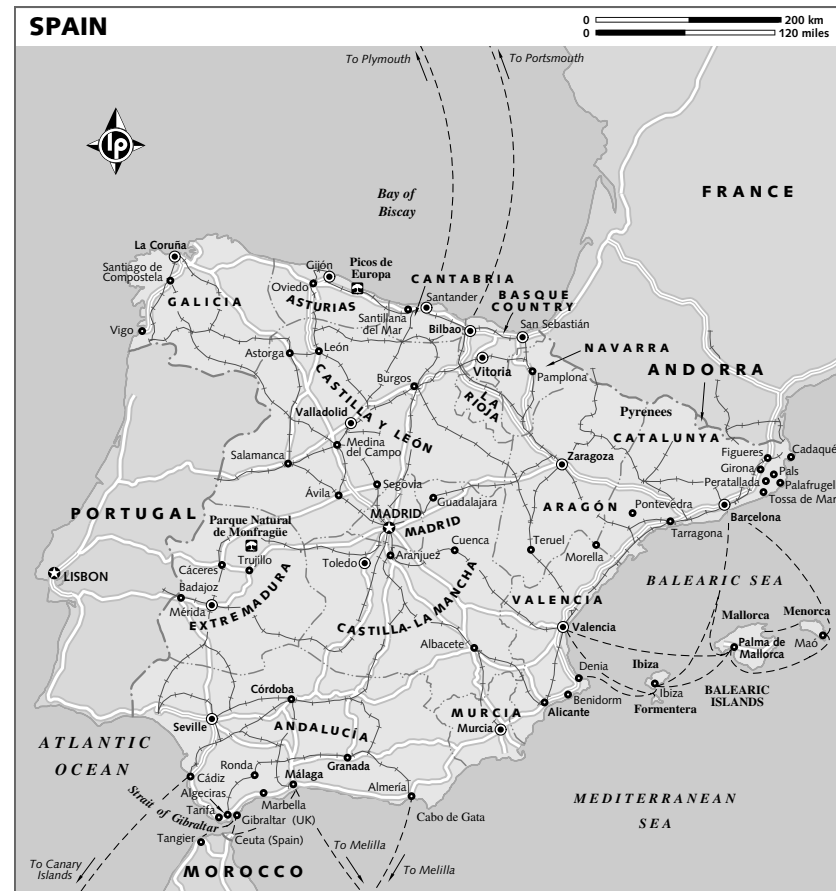 SPAIN
0 200 km
0 120 miles
To Plymouth
To Portsmouth
lp
Bay of
Biscay
FRANCE
La Coruña
Santiago de
Compostela
GALICIA
Vigo
Gijón
Oviedo
ASTURIAS
Picos de
Europa
CANTABRIA
Santander
Santillana
del Mar
BASQUE
COUNTRY
Bilbao
San Sebastián
Vitoria
NAVARRA
Pamplona
ANDORRA
Astorga
León
Burgos
LA
RIOJA
Pyrenees
CATALUNYA
CASTILLA Y LEÓN
Valladolid
Medina
del Campo
Salamanca
Zaragoza
Figueres
Cadaqué
Girona
Pals
Peratallada
Palafrugel
Tossa de Mar
Barcelona
Segovia
Ávila
Guadalajara
ARAGÓN
Pontevedra
Tarragona
PORTUGAL
Parque Natural
de Monfragüe
MADRID
MADRID
Aranjuez
Cuenca
Teruel
Morella
LISBON
Cáceres
Trujillo
Toledo
Badajoz
Mérida
EXTREMADURA
CASTILLA-LA MANCHA
VALENCIA
Valencia
BALEARIC SEA
Mallorca
Menorca
Palma de
Mallorca
Maó
Albacete
Denia
Ibiza
Ibiza
Formentera
BALEARIC
ISLANDS
Benidorm
Alicante
Córdoba
Seville
ANDALUCÍA
MURCIA
Murcia
ATLANTIC
OCEAN
Ronda
Granada
Málaga
Almería
Cádiz
Algeciras
Marbella
Tarifa
Gibraltar (UK)
Strait of Gibraltar
Cabo de Gata
MEDITERRANEAN
SEA
Tangier
Ceuta (Spain)
To Melilla
To Melilla
To Canary
Islands
MOROCCO